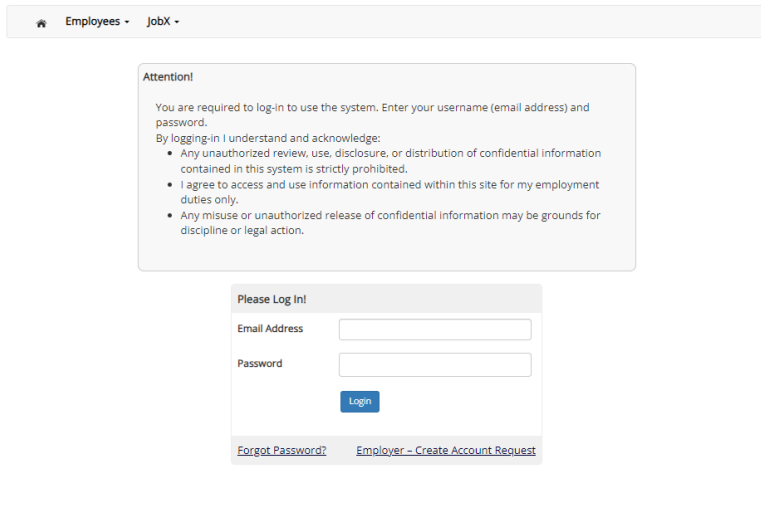 Employees JobX
Attention!
You are required to log-in to use the system. Enter your username (email address) and
password.
By logging-in I understand and acknowledge:
• Any unauthorized review, use, disclosure, or distribution of confidential information
contained in this system is strictly prohibited.
• I agree to access and use information contained within this site for my employment
duties only.
• Any misuse or unauthorized release of confidential information may be grounds for
discipline or legal action.
Please Log In!
Email Address
Password
Login
Forgot Password? Employer – Create Account Request